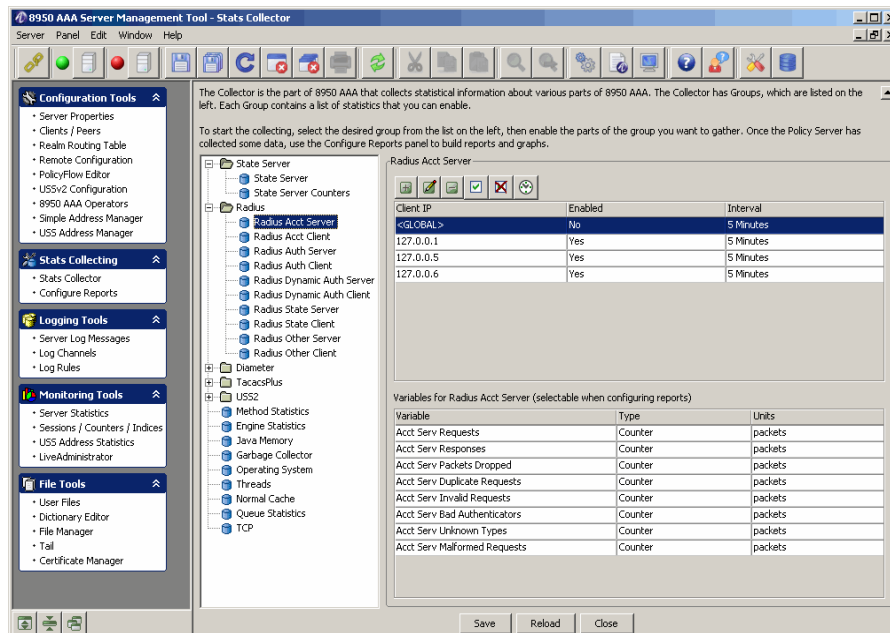 8950 AAA Server Management Tool - Stats Collector
Server Panel Edit Window Help
Configuration Tools
• Server Properties
• Clients / Peers
• Realm Routing Table
• Remote Configuration
• PolicyFlow Editor
• USSv2 Configuration
• 8950 AAA Operators
• Simple Address Manager
• USS Address Manager
Stats Collecting
• Stats Collector
• Configure Reports
Logging Tools
• Server Log Messages
• Log Channels
• Log Rules
Monitoring Tools
• Server Statistics
• Sessions / Counters / Indices
• USS Address Statistics
• LiveAdministrator
File Tools
• User Files
• Dictionary Editor
• File Manager
• Tail
• Certificate Manager
The Collector is the part of 8950 AAA that collects statistical information about various parts of 8950 AAA. The Collector has Groups, which are listed on the
left. Each Group contains a list of statistics that you can enable.
To start the collecting, select the desired group from the list on the left, then enable the parts of the group you want to gather. Once the Policy Server has
collected some data, use the Configure Reports panel to build reports and graphs.
State Server
State Server
State Server Counters
Radius
Radius Acct Server
Radius Acct Client
Radius Auth Server
Radius Auth Client
Radius Dynamic Auth Server
Radius Dynamic Auth Client
Radius State Server
Radius State Client
Radius Other Server
Radius Other Client
Diameter
TacacsPlus
USS2
Method Statistics
Engine Statistics
Java Memory
Garbage Collector
Operating System
Threads
Normal Cache
Queue Statistics
TCP
Radius Acct Server
Client IP Enabled Interval
<GLOBAL> No 5 Minutes
127.0.0.1 Yes 5 Minutes
127.0.0.5 Yes 5 Minutes
127.0.0.6 Yes 5 Minutes
Variables for Radius Acct Server (selectable when configuring reports)
Variable Type Units
Acct Serv Requests Counter packets
Acct Serv Responses Counter packets
Acct Serv Packets Dropped Counter packets
Acct Serv Duplicate Requests Counter packets
Acct Serv Invalid Requests Counter packets
Acct Serv Bad Authenticators Counter packets
Acct Serv Unknown Types Counter packets
Acct Serv Malformed Requests Counter packets
Save Reload Close